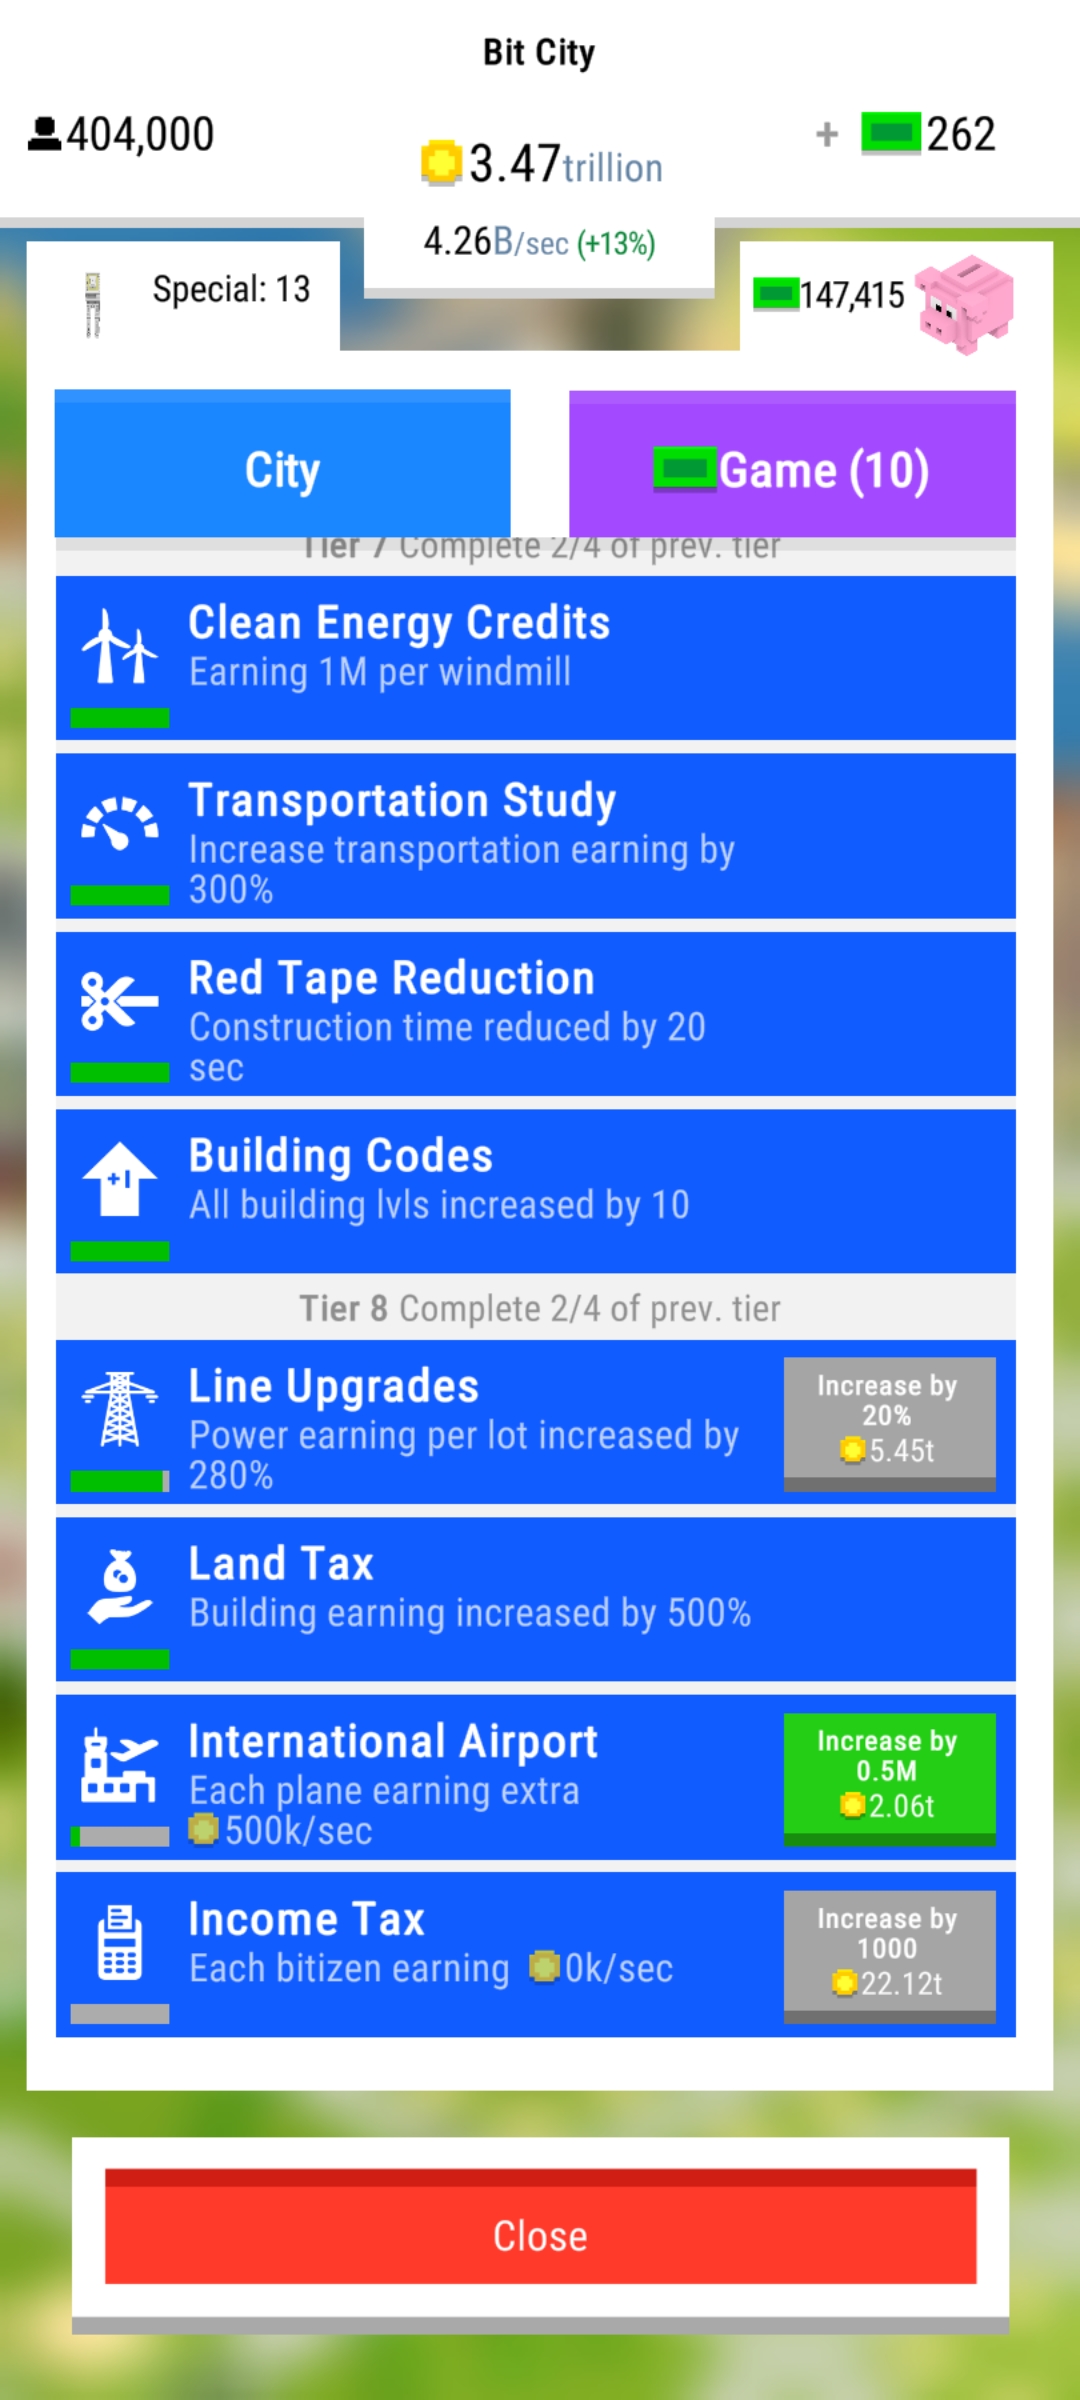 Bit City
404,000
3.47trillion
+ 262
4.26B/sec (+13%)
Special: 13
147,415
City
Game (10)
Tier 7 Complete 2/4 of prev. tier
Clean Energy Credits
Earning 1M per windmill
Transportation Study
Increase transportation earning by
300%
Red Tape Reduction
Construction time reduced by 20
sec
+1
Building Codes
All building lvls increased by 10
Tier 8 Complete 2/4 of prev. tier
Line Upgrades
Power earning per lot increased by
280%
Increase by
20%
5.45t
Land Tax
Building earning increased by 500%
International Airport
Each plane earning extra
500k/sec
Increase by
0.5M
2.06t
Income Tax
Each bitizen earning 0k/sec
Increase by
1000
22.12t
Close